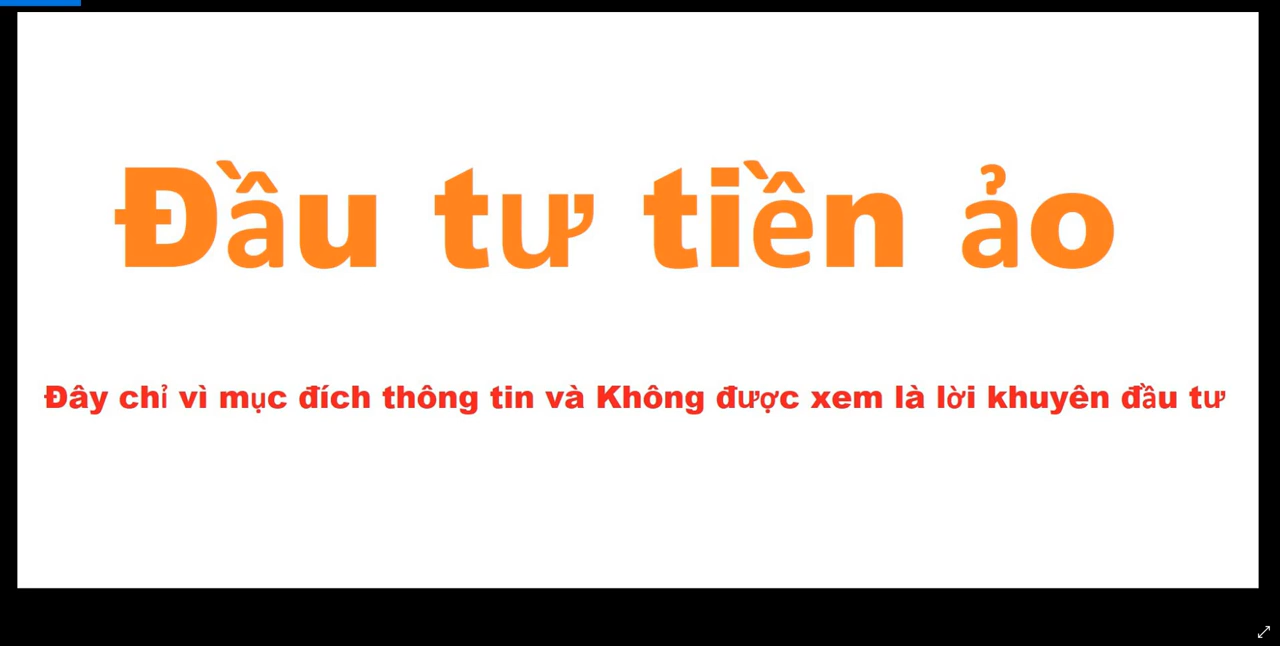 Đầu tư tiền ảo
Đây chỉ vì mục đích thông tin và Không được xem là lời khuyên đầu tư